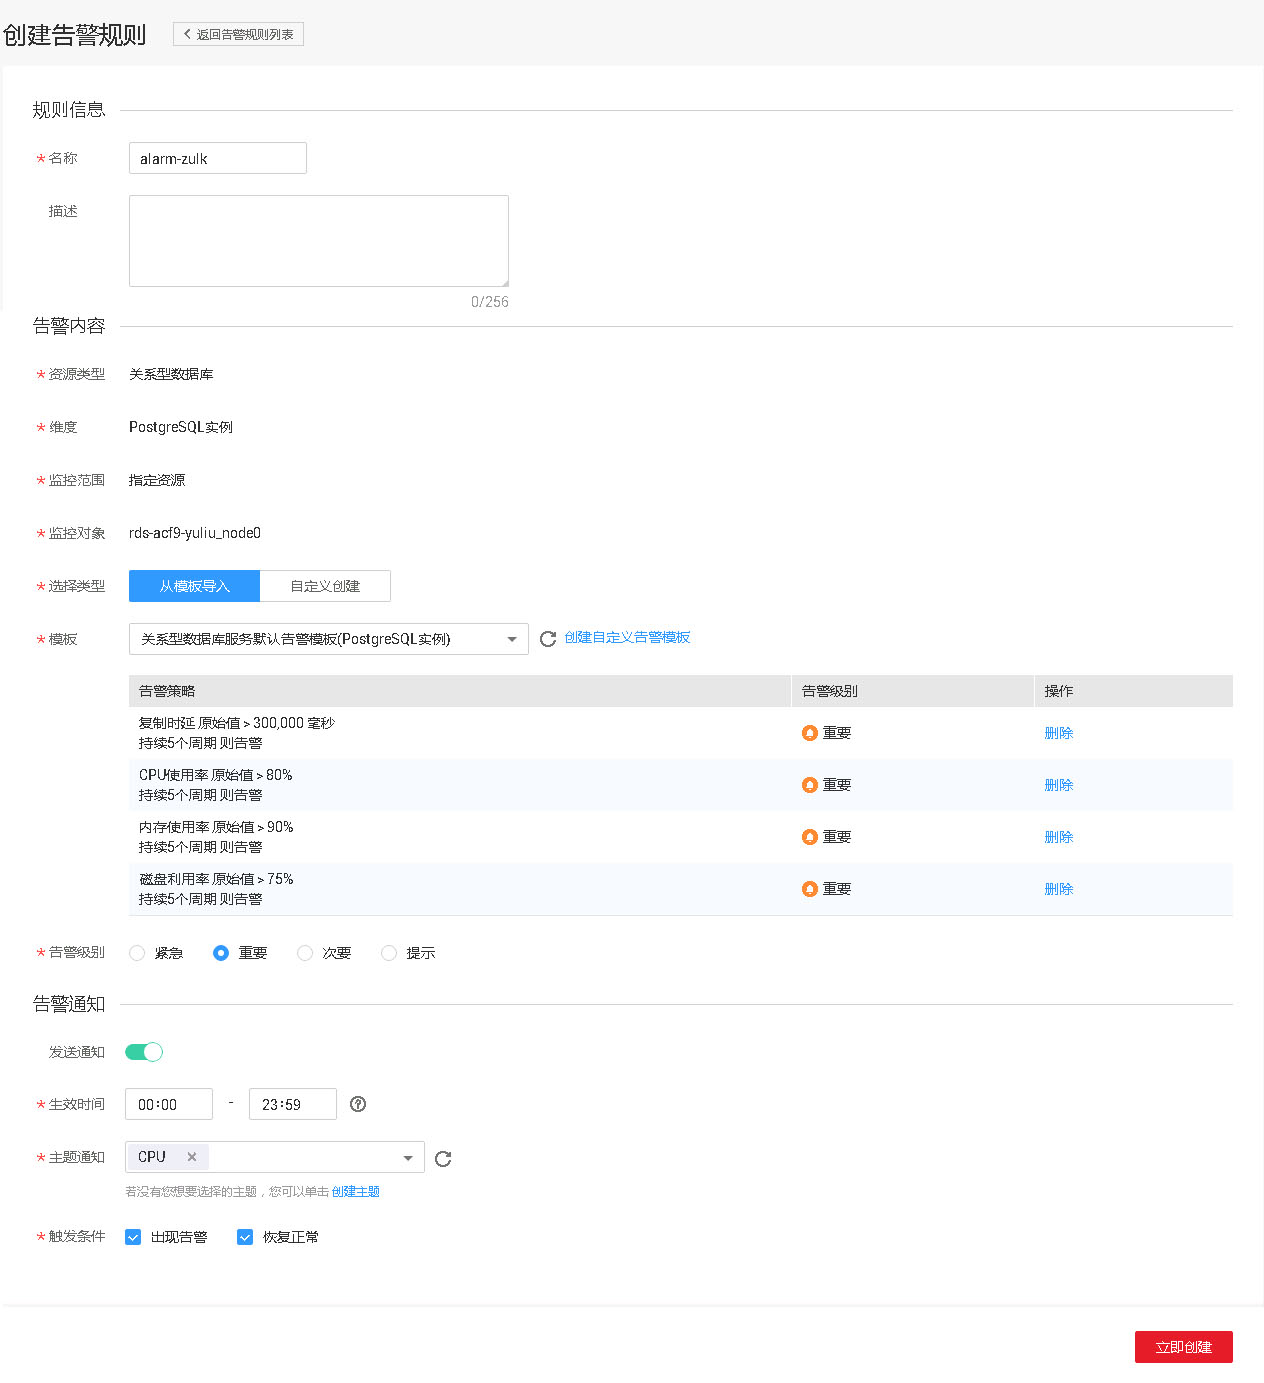 创建告警规则 返回告警规则列表
规则信息
* 名称 alarm-zulk
描述
0/256
告警内容
* 资源类型 关系型数据库
* 维度 PostgreSQL实例
* 监控范围 指定资源
* 监控对象 rds-acf9-yuliu_node0
* 选择类型 从模板导入 自定义创建
* 模板 关系型数据库服务默认告警模板(PostgreSQL实例) 创建自定义告警模板
告警策略 告警级别 操作
复制时延 原始值 > 300,000 毫秒
持续5个周期 则告警 重要 删除
CPU使用率 原始值 > 80%
持续5个周期 则告警 重要 删除
内存使用率 原始值 > 90%
持续5个周期 则告警 重要 删除
磁盘利用率 原始值 > 75%
持续5个周期 则告警 重要 删除
* 告警级别 紧急 重要 次要 提示
告警通知
发送通知
* 生效时间 00:00 - 23:59
* 主题通知 CPU
若没有您想要选择的主题，您可以单击 创建主题
* 触发条件 出现告警 恢复正常
立即创建